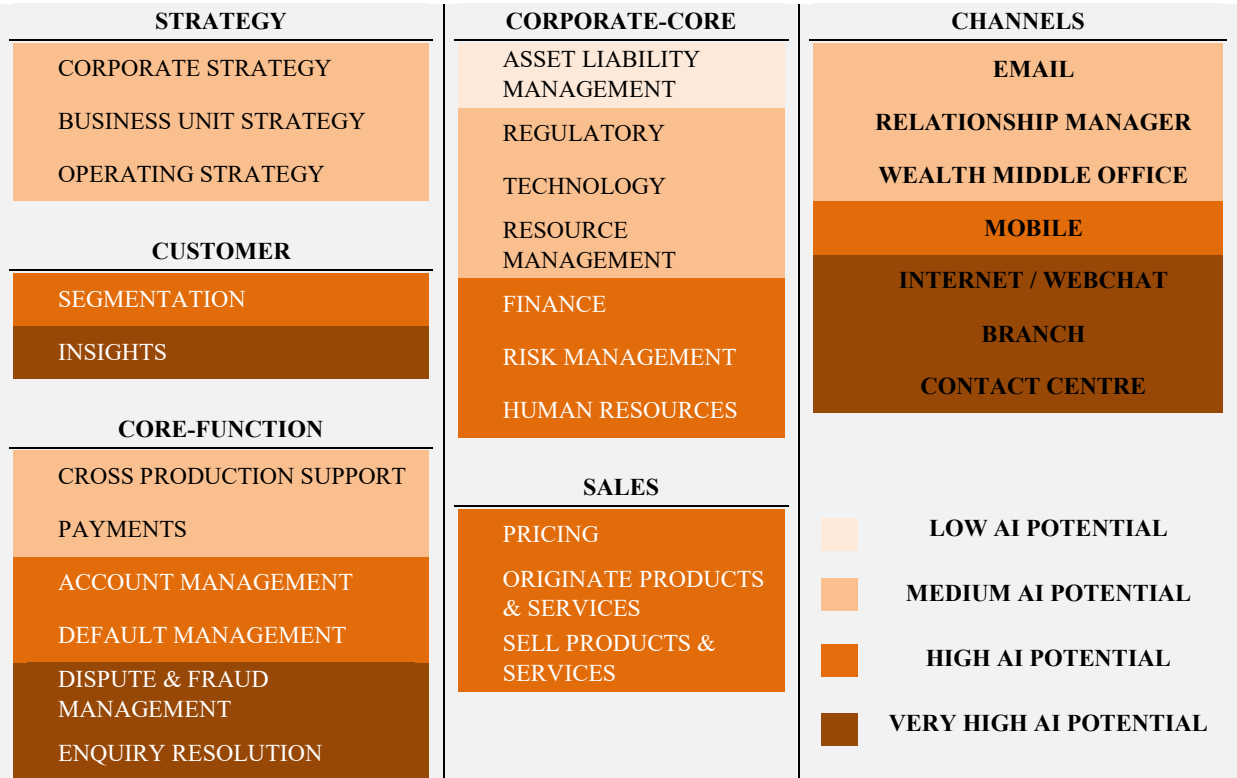 STRATEGY
CORPORATE STRATEGY
BUSINESS UNIT STRATEGY
OPERATING STRATEGY
CUSTOMER
SEGMENTATION
INSIGHTS
CORE-FUNCTION
CROSS PRODUCTION SUPPORT
PAYMENTS
ACCOUNT MANAGEMENT
DEFAULT MANAGEMENT
DISPUTE & FRAUD
MANAGEMENT
ENQUIRY RESOLUTION
CORPORATE-CORE
ASSET LIABILITY
MANAGEMENT
REGULATORY
TECHNOLOGY
RESOURCE
MANAGEMENT
FINANCE
RISK MANAGEMENT
HUMAN RESOURCES
SALES
PRICING
ORIGINATE PRODUCTS
& SERVICES
SELL PRODUCTS &
SERVICES
CHANNELS
EMAIL
RELATIONSHIP MANAGER
WEALTH MIDDLE OFFICE
MOBILE
INTERNET / WEBCHAT
BRANCH
CONTACT CENTRE
LOW AI POTENTIAL
MEDIUM AI POTENTIAL
HIGH AI POTENTIAL
VERY HIGH AI POTENTIAL